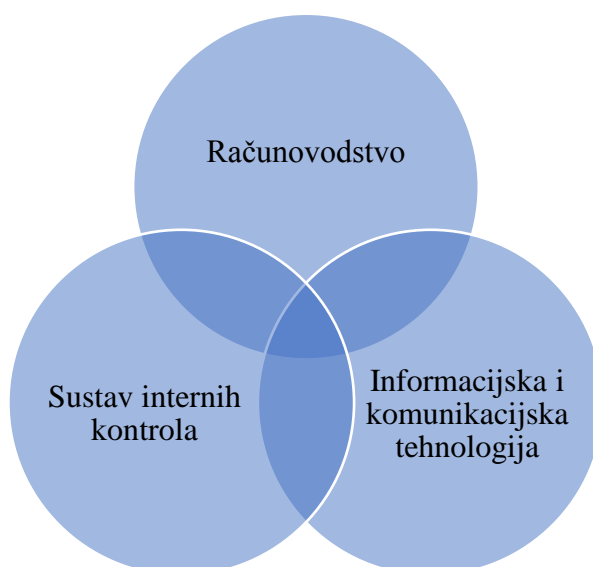 Računovodstvo
Sustav internih
kontrola
Informacijska i
komunikacijska
tehnologija